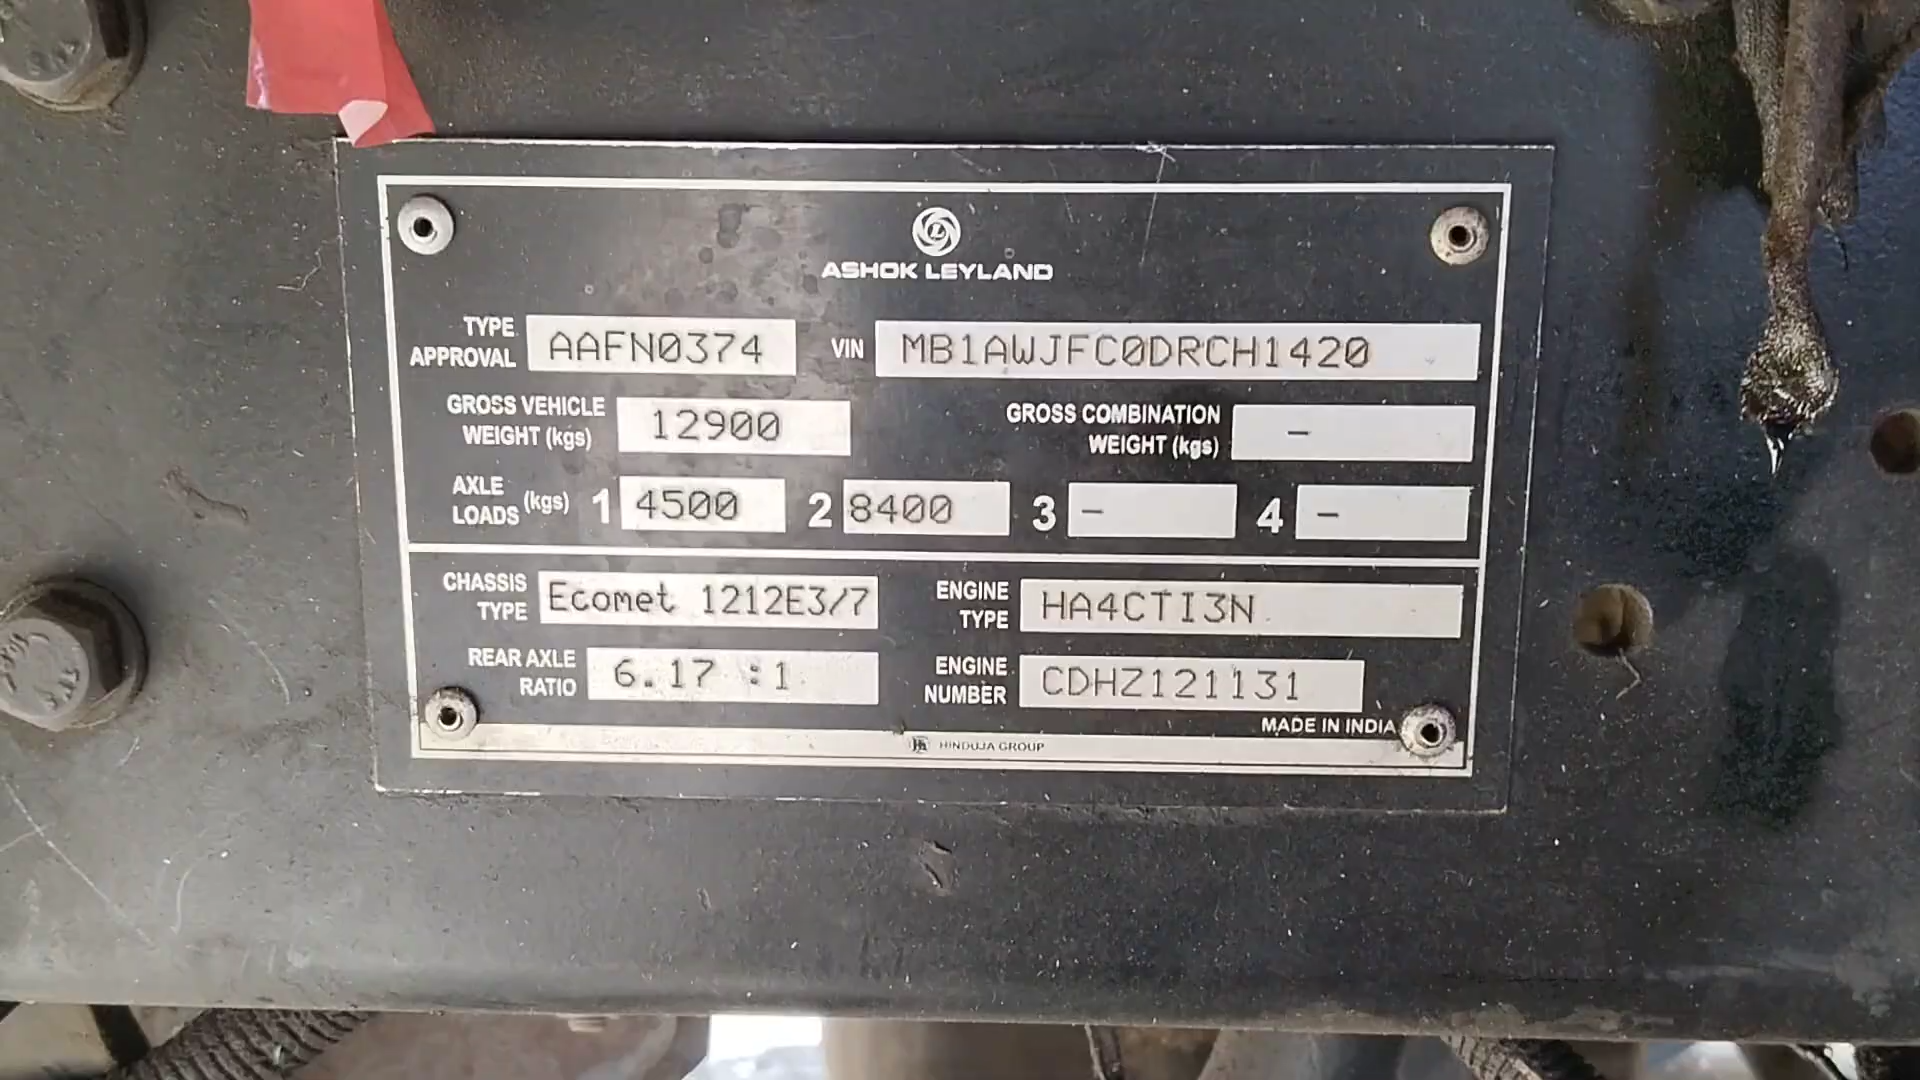 ASHOK LEYLAND
TYPE APPROVAL AAFN0374 VIN MB1AWJFC0DRCH1420
GROSS VEHICLE WEIGHT (kgs) 12900 GROSS COMBINATION WEIGHT (kgs) –
AXLE LOADS (kgs) 1 4500 2 8400 3 – 4 –
CHASSIS TYPE Ecomet 1212E3/7 ENGINE TYPE HA4CTI3N
REAR AXLE RATIO 6.17 :1 ENGINE NUMBER CDHZ121131
MADE IN INDIA
HINDUJA GROUP